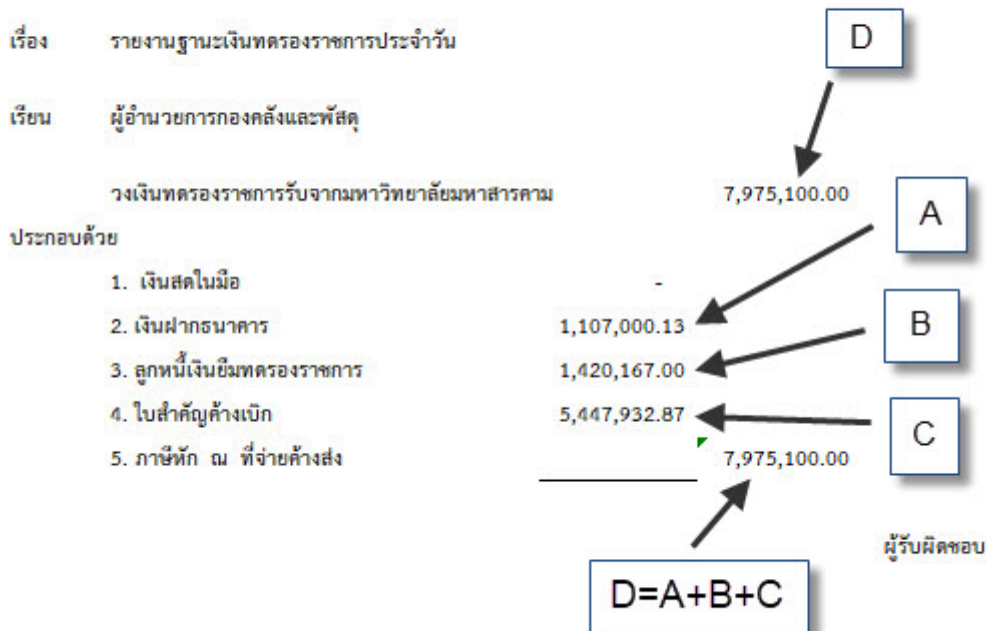 เรื่อง รายงานฐานะเงินทดรองราชการประจำวัน
D
เรียน ผู้อำนวยการกองคลังและพัสดุ
วงเงินทดรองราชการรับจากมหาวิทยาลัยมหาสารคาม 7,975,100.00
A
ประกอบด้วย
1. เงินสดในมือ -
2. เงินฝากธนาคาร 1,107,000.13
B
3. ลูกหนี้เงินยืมทดรองราชการ 1,420,167.00
4. ใบสำคัญค้างเบิก 5,447,932.87
C
5. ภาษีหัก ณ ที่จ่ายค้างส่ง 7,975,100.00
ผู้รับผิดชอบ
D=A+B+C